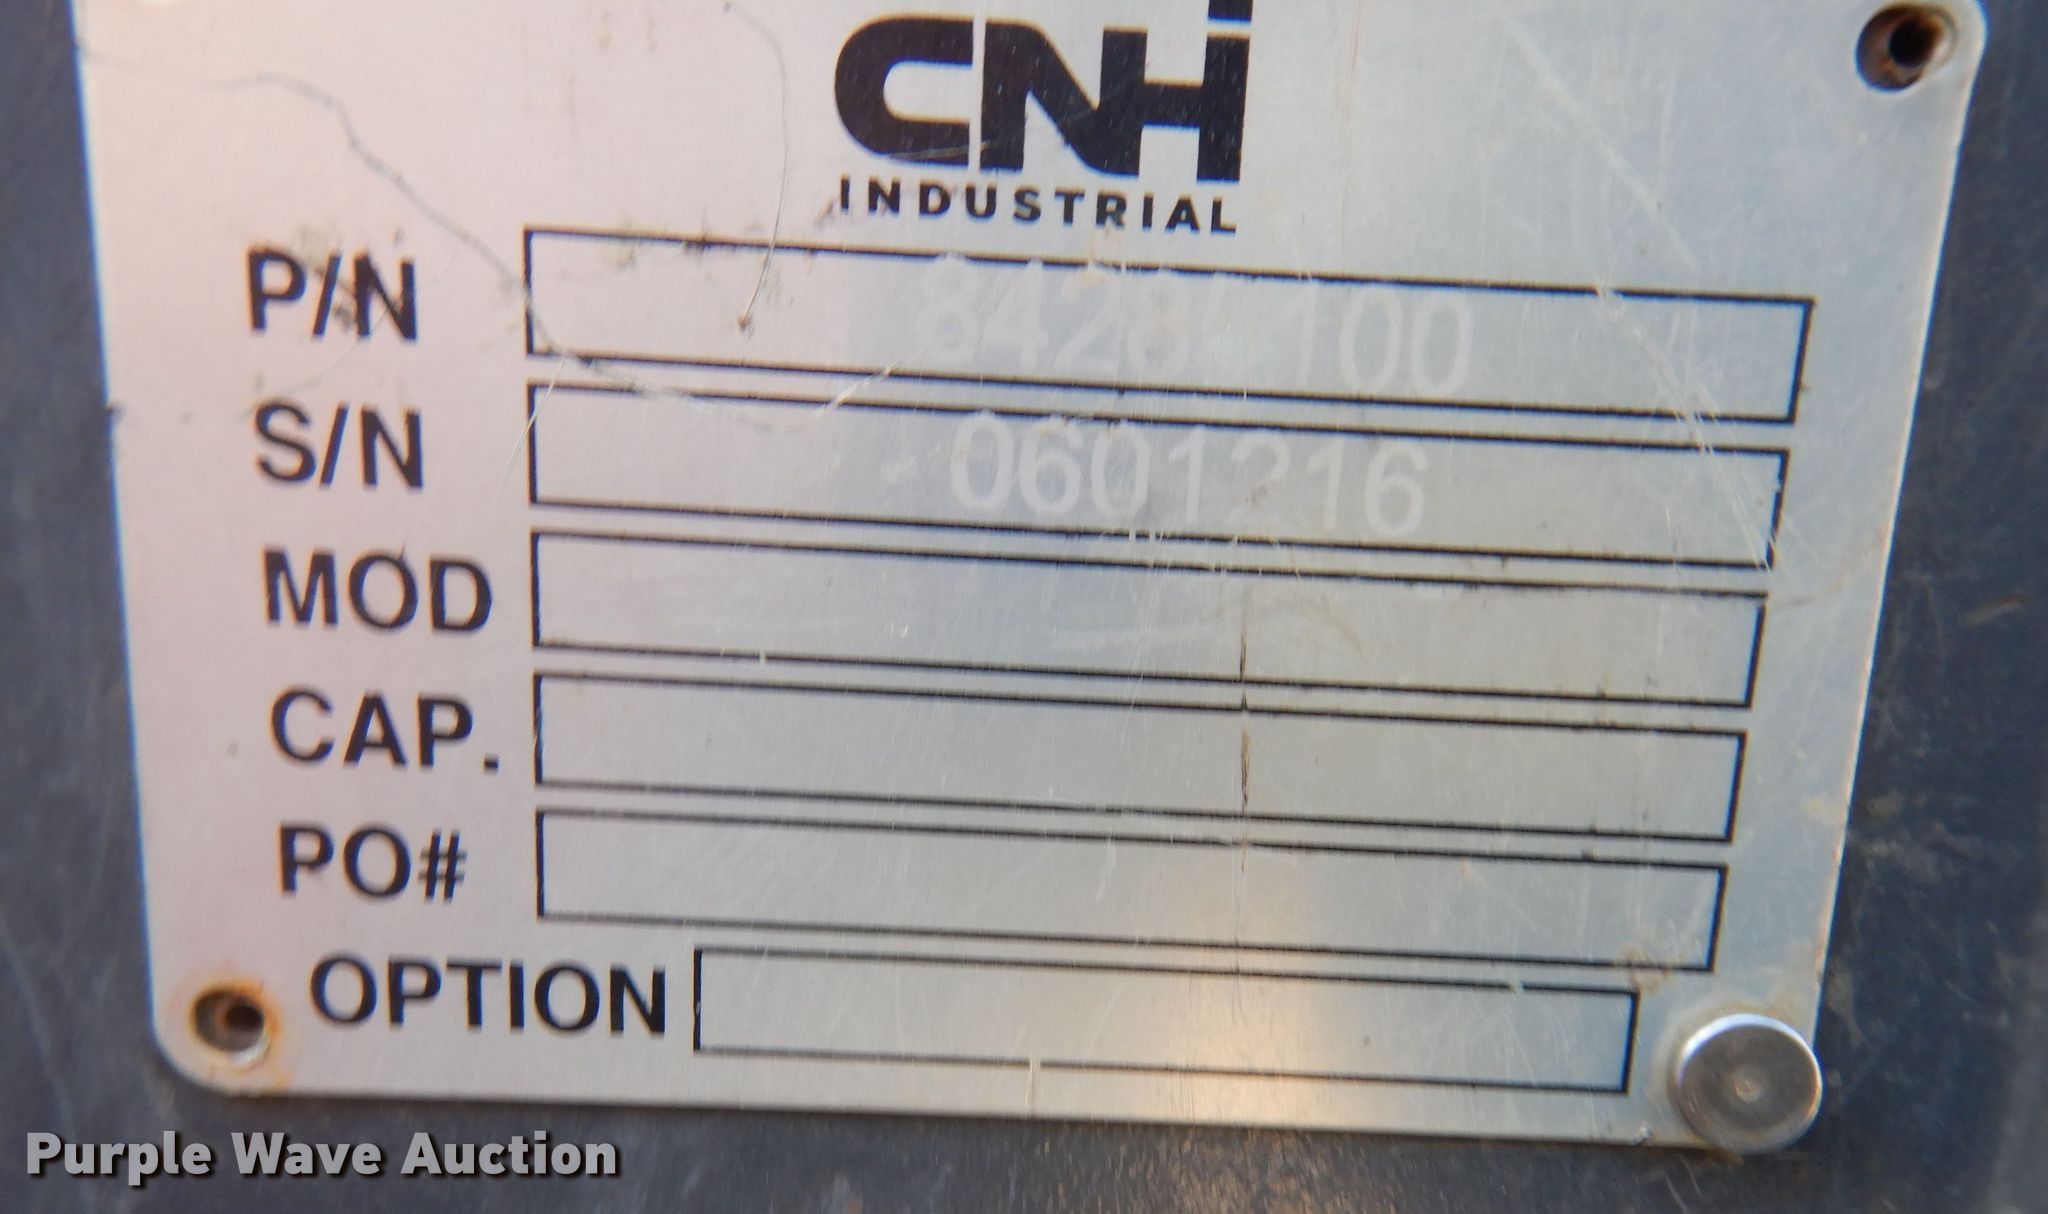 CNH
INDUSTRIAL
P/N
S/N 0601216
MOD
CAP.
PO#
OPTION
Purple Wave Auction